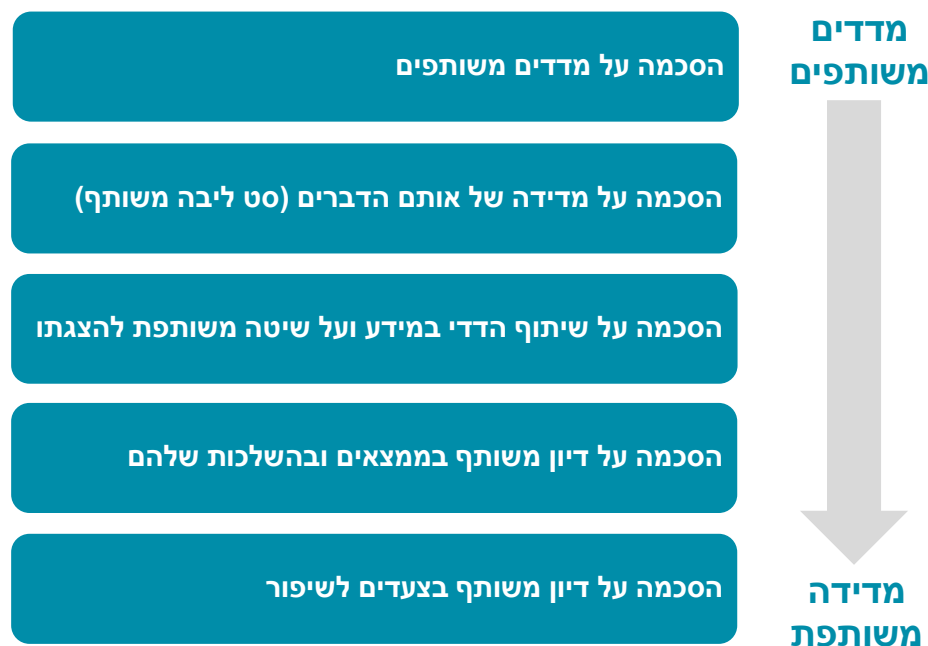 מדדים
משותפים
הסכמה על מדדים משותפים
הסכמה על מדידה של אותם הדברים (סט ליבה משותף)
הסכמה על שיתוף הדדי במידע ועל שיטה משותפת להצגתו
הסכמה על דיון משותף בממצאים ובהשלכות שלהם
הסכמה על דיון משותף בצעדים לשיפור
מדידה
משותפת